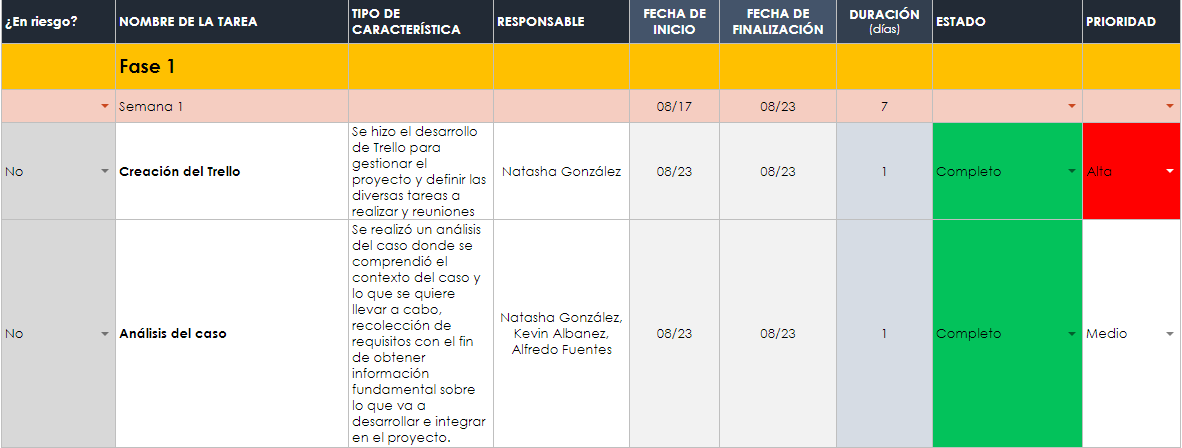 ¿En riesgo?
NOMBRE DE LA TAREA
TIPO DE
CARACTERÍSTICA
RESPONSABLE
FECHA DE
INICIO
FECHA DE
FINALIZACIÓN
DURACIÓN
(días)
ESTADO
PRIORIDAD
Fase 1
Semana 1
08/17
08/23
7
No
Creación del Trello
Se hizo el desarrollo
de Trello para
gestionar el
proyecto y definir las
diversas tareas a
realizar y reuniones
Natasha González
08/23
08/23
1
Completo
Alta
No
Análisis del caso
Se realizó un análisis
del caso donde se
comprendió el
contexto del caso y
lo que se quiere
llevar a cabo,
recolección de
requisitos con el fin
de obtener
información
fundamental sobre
lo que va a
desarrollar e integrar
en el proyecto.
Natasha González,
Kevin Albanez,
Alfredo Fuentes
08/23
08/23
1
Completo
Medio